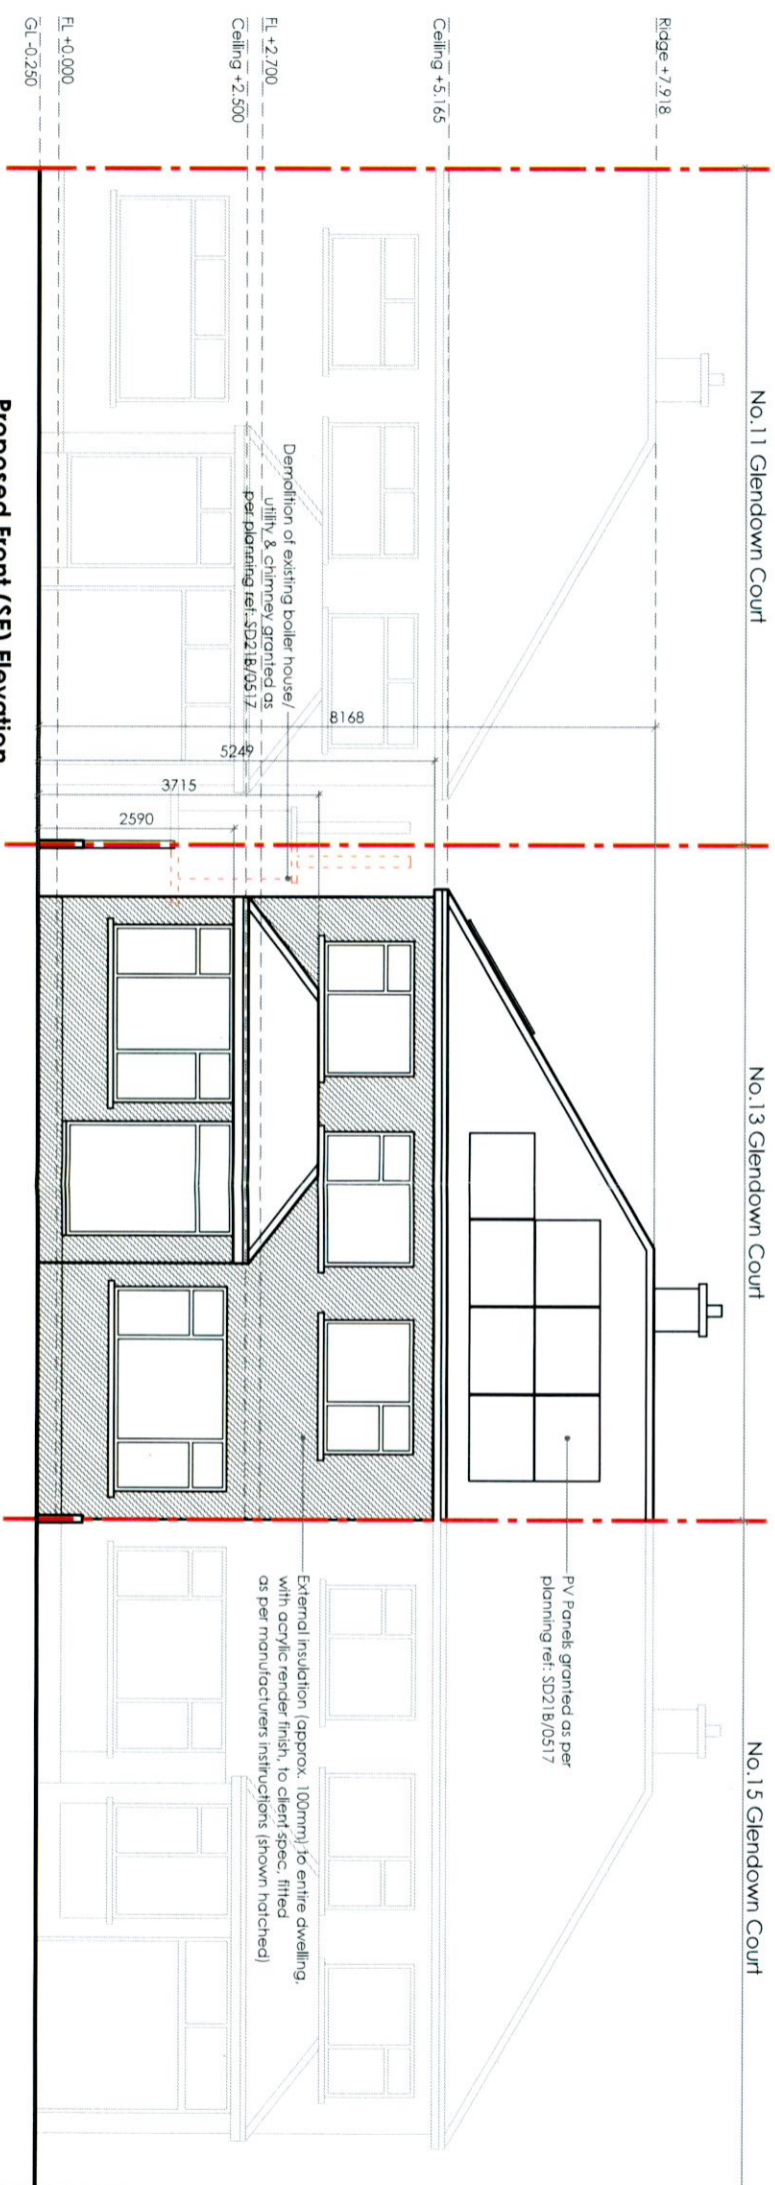 No.11 Glendown Court
No.13 Glendown Court
No.15 Glendown Court
Ridge +7.918
Ceiling +5.165
FL +2.700
Ceiling +2.500
FL +0.000
GL -0.250
Demolition of existing boiler house/
utility & chimney granted as
per planning ref: SD21B/0517
8168
5249
3715
2590
PV Panels granted as per
planning ref: SD21B/0517
External insulation (approx. 100mm) to entire dwelling,
with acrylic render finish, to client spec, fitted
as per manufacturers instructions (shown hatched)
Proposed Front (SE) Elevation